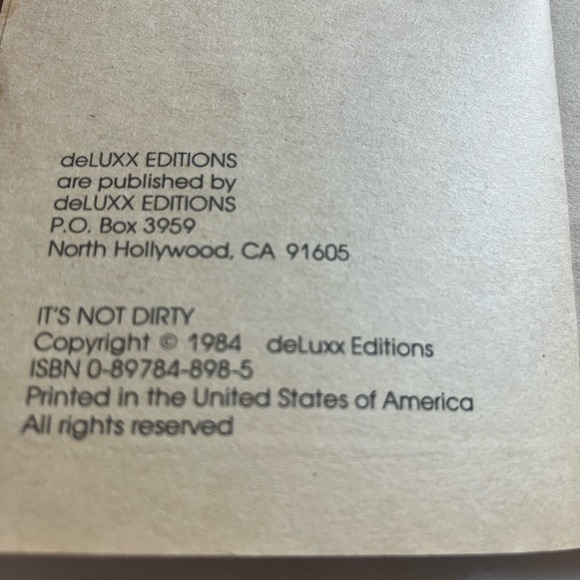 deLUXX EDITIONS
are published by
deLUXX EDITIONS
P.O. Box 3959
North Hollywood, CA 91605
IT'S NOT DIRTY
Copyright © 1984 deLuxx Editions
ISBN 0-89784-898-5
Printed in the United States of America
All rights reserved